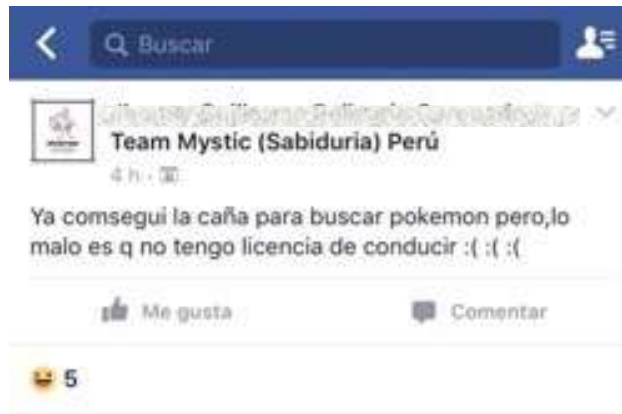 Buscar
Team Mystic (Sabiduria) Perú
4 h ·
Ya comsegui la caña para buscar pokemon pero,lo
malo es q no tengo licencia de conducir :( :( :(
Me gusta
Comentar
5